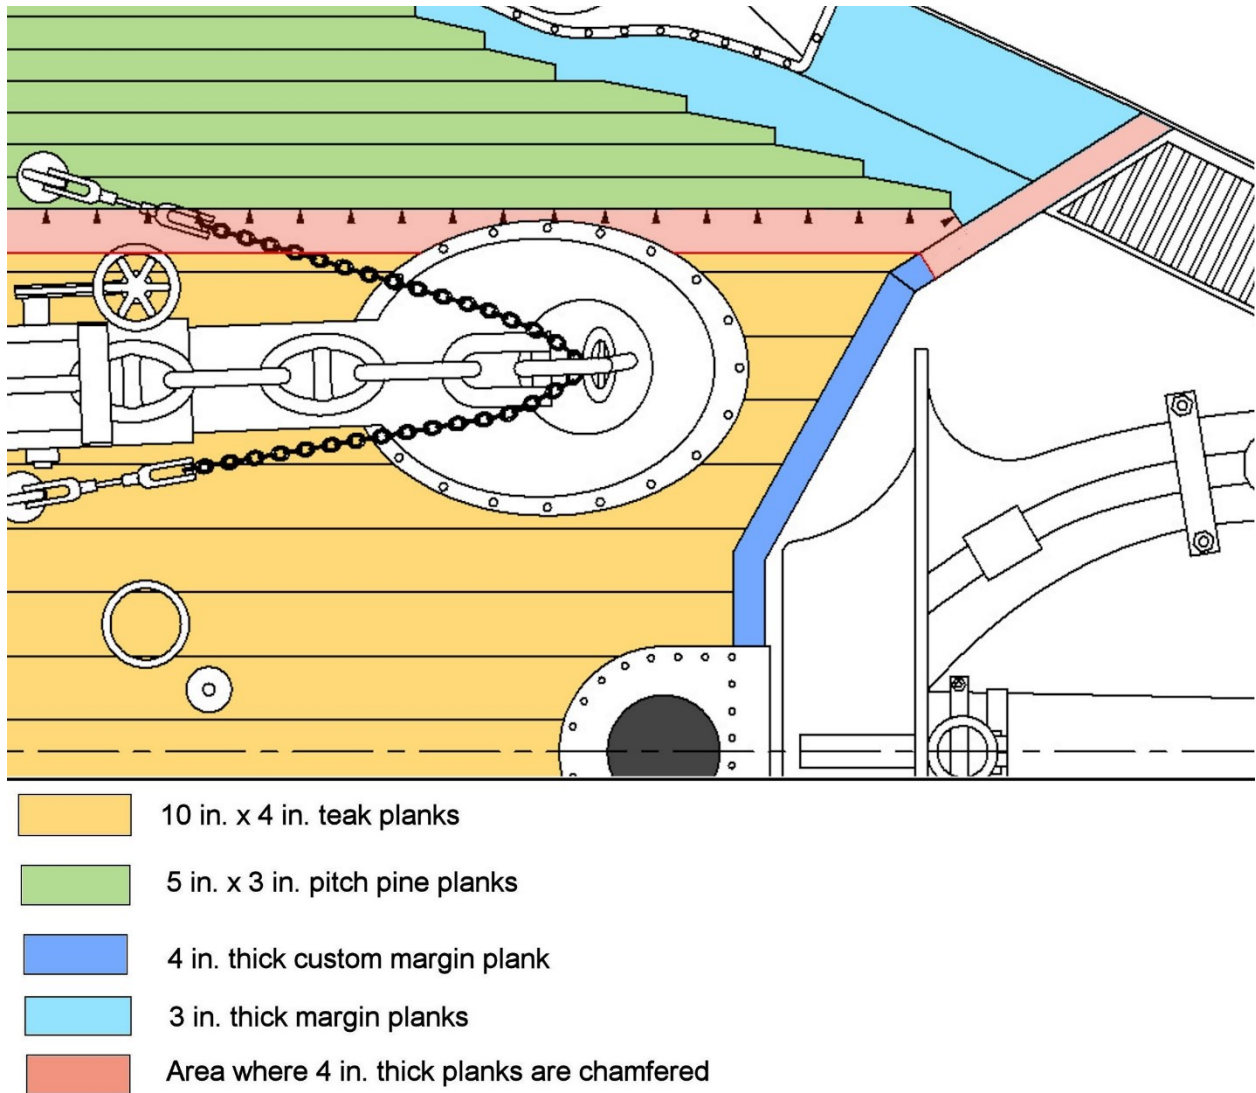 10 in. x 4 in. teak planks
5 in. x 3 in. pitch pine planks
4 in. thick custom margin plank
3 in. thick margin planks
Area where 4 in. thick planks are chamfered